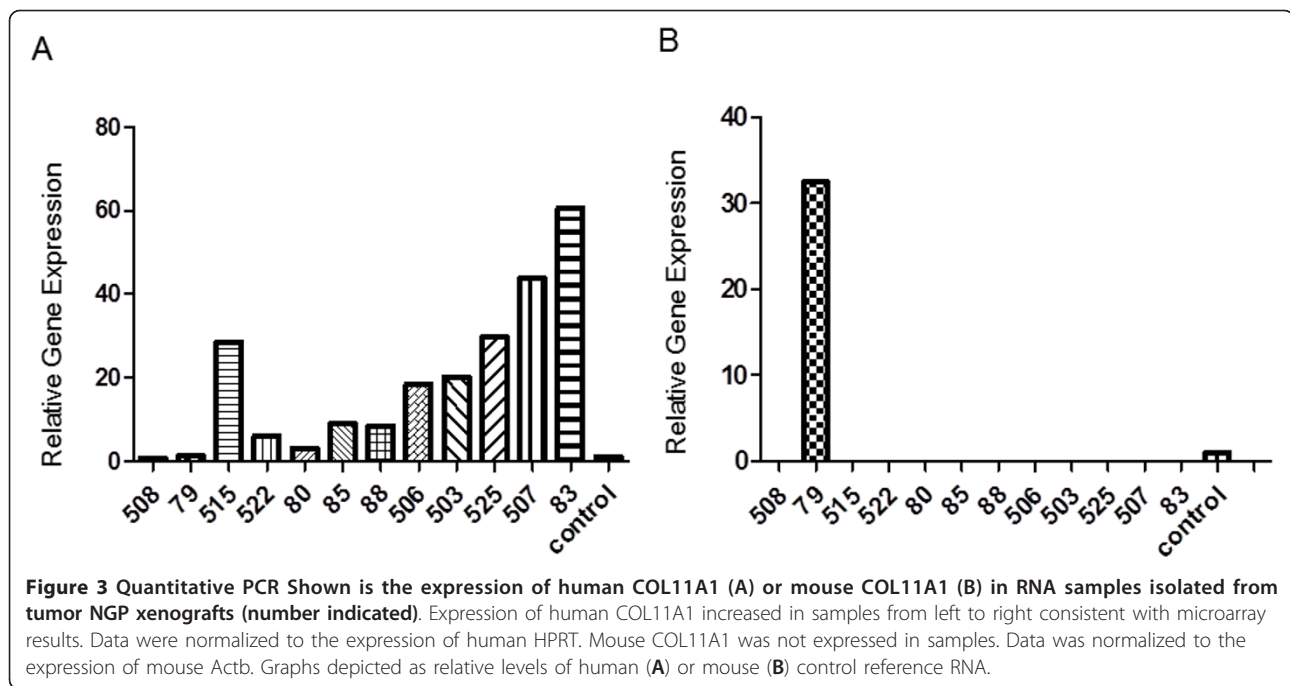 A
B
Relative Gene Expression
80
60
40
20
0
508 79 515 522 80 85 88 506 503 525 507 83 control
Relative Gene Expression
40
30
20
10
0
508 79 515 522 80 85 88 506 503 525 507 83 control
Figure 3 Quantitative PCR Shown is the expression of human COL11A1 (A) or mouse COL11A1 (B) in RNA samples isolated from
tumor NGP xenografts (number indicated). Expression of human COL11A1 increased in samples from left to right consistent with microarray
results. Data were normalized to the expression of human HPRT. Mouse COL11A1 was not expressed in samples. Data was normalized to the
expression of mouse Actb. Graphs depicted as relative levels of human (A) or mouse (B) control reference RNA.